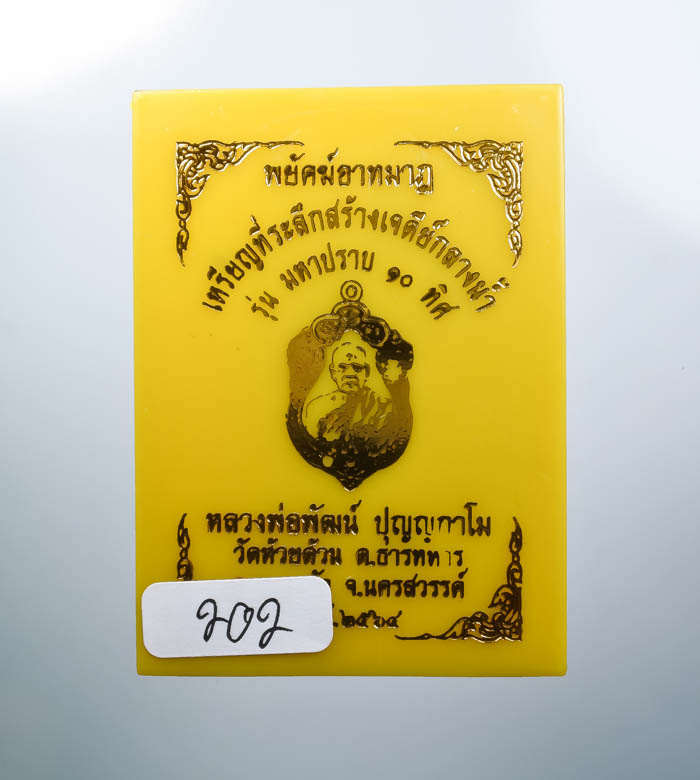 พยัคฆ์อาทมาฎ
เหรียญที่ระลึกสร้างเจดีย์กลางน้ำ
รุ่น มหาปราบ ๑๐ ทิศ
หลวงพ่อพัฒน์ ปุญญกาโม
วัดห้วยด้วน ต.ธารทหาร
จ.นครสวรรค์
๒๕๖๔
202